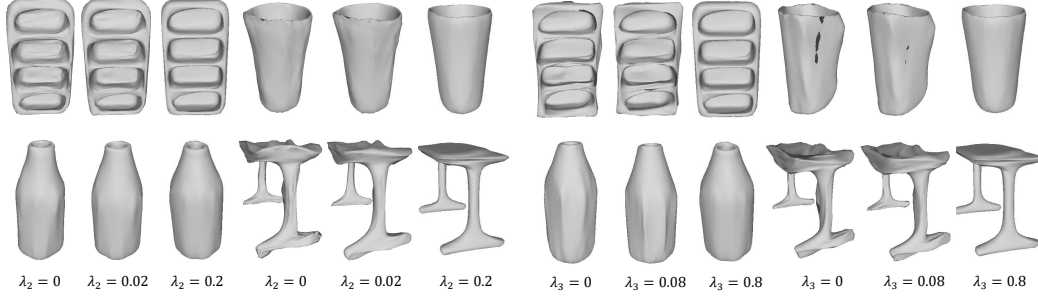 λ₂ = 0 λ₂ = 0.02 λ₂ = 0.2 λ₂ = 0 λ₂ = 0.02 λ₂ = 0.2 λ₃ = 0 λ₃ = 0.08 λ₃ = 0.8 λ₃ = 0 λ₃ = 0.08 λ₃ = 0.8